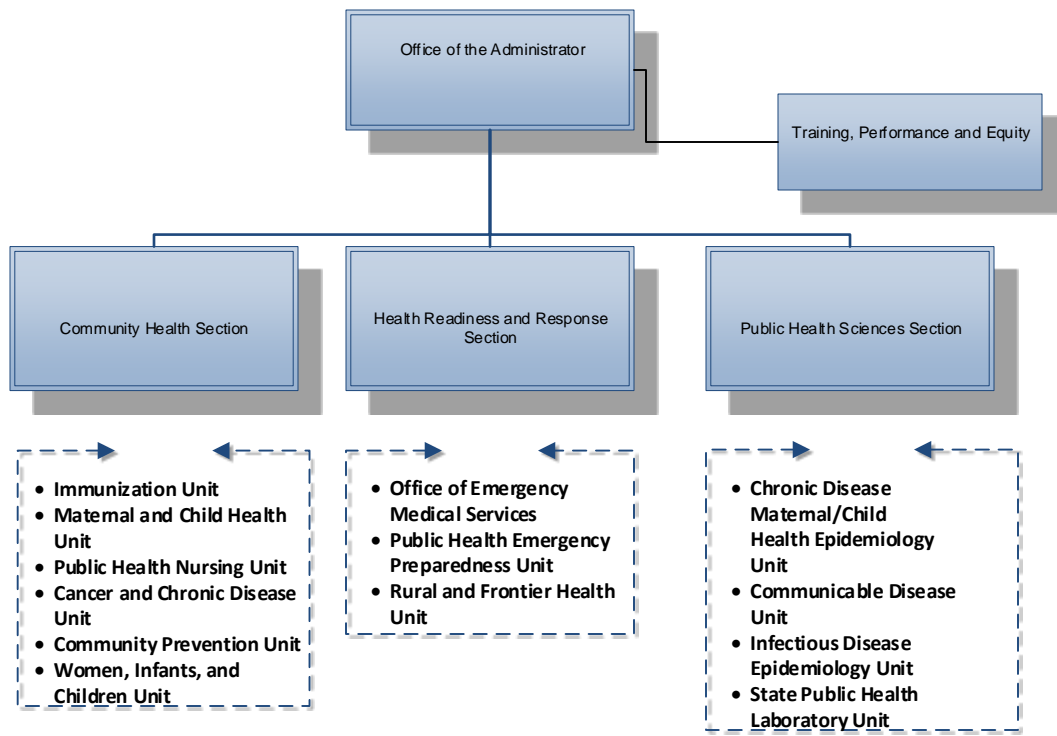 Office of the Administrator
Training, Performance and Equity
Community Health Section
Health Readiness and Response
Section
Public Health Sciences Section
• Immunization Unit
• Maternal and Child Health
Unit
• Public Health Nursing Unit
• Cancer and Chronic Disease
Unit
• Community Prevention Unit
• Women, Infants, and
Children Unit
• Office of Emergency
Medical Services
• Public Health Emergency
Preparedness Unit
• Rural and Frontier Health
Unit
• Chronic Disease
Maternal/Child
Health Epidemiology
Unit
• Communicable Disease
Unit
• Infectious Disease
Epidemiology Unit
• State Public Health
Laboratory Unit